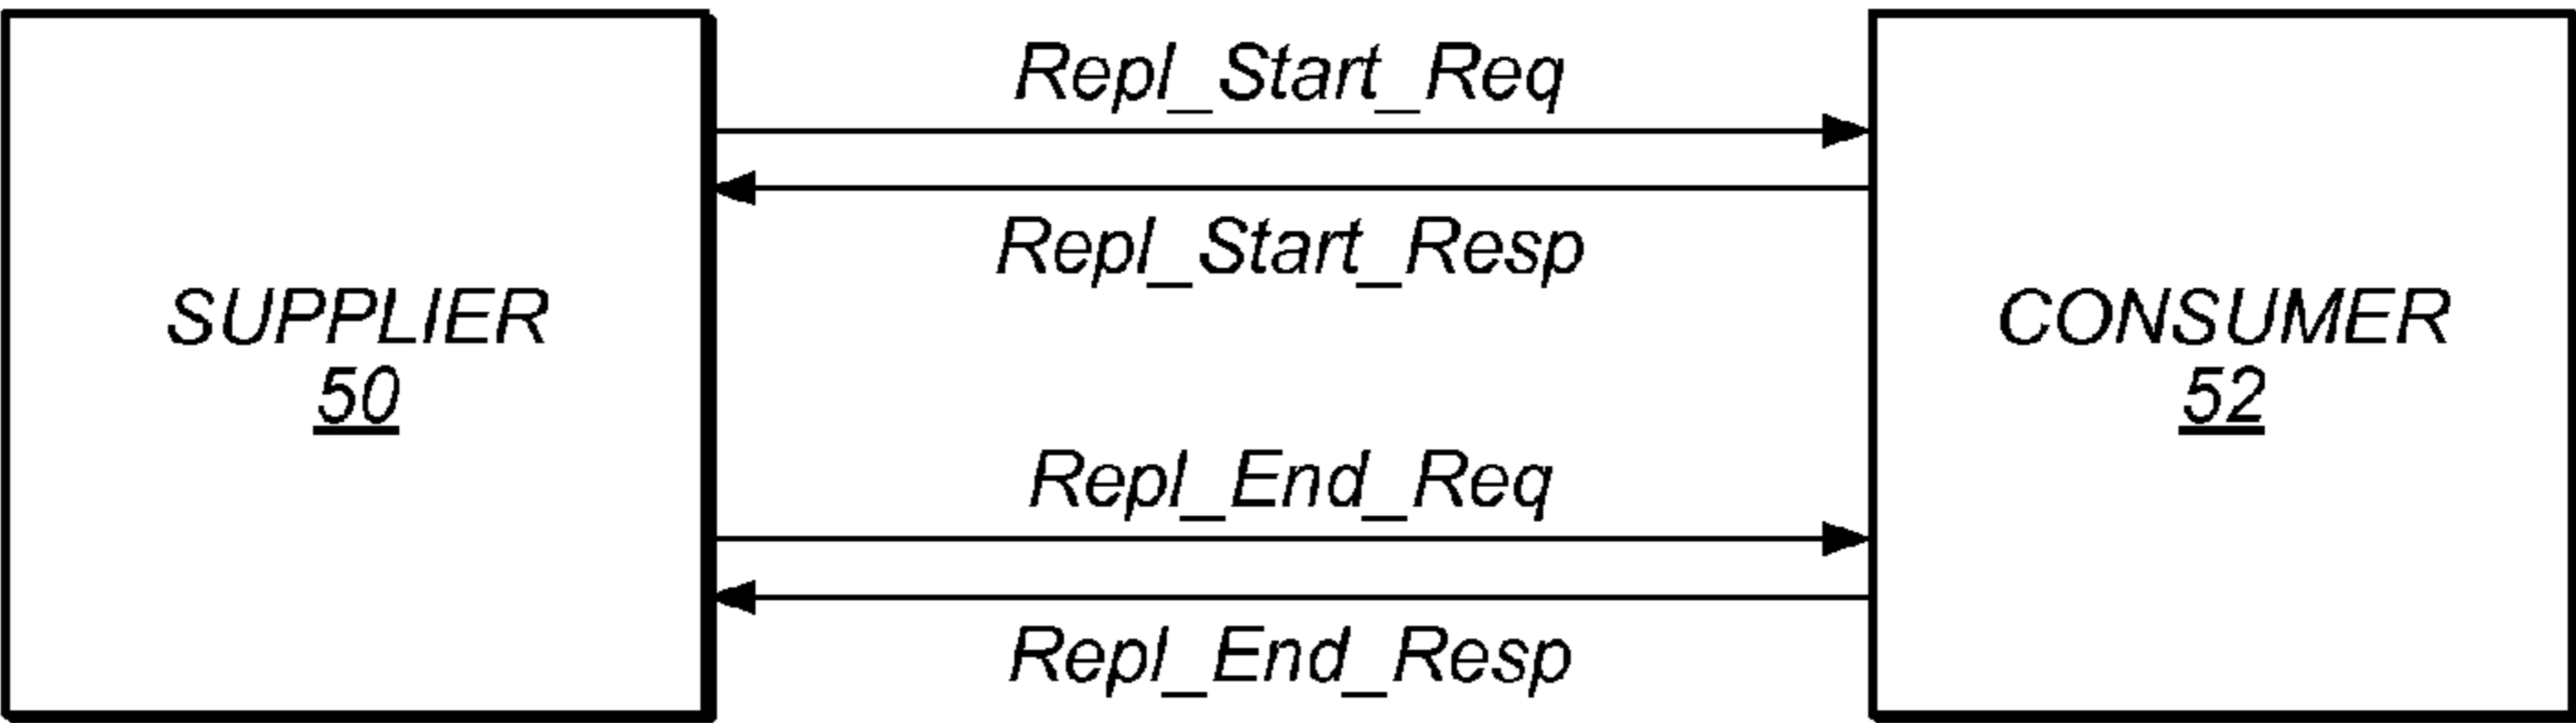 Repl_Start_Req
Repl_Start_Resp
SUPPLIER
50
CONSUMER
52
Repl_End_Req
Repl_End_Resp